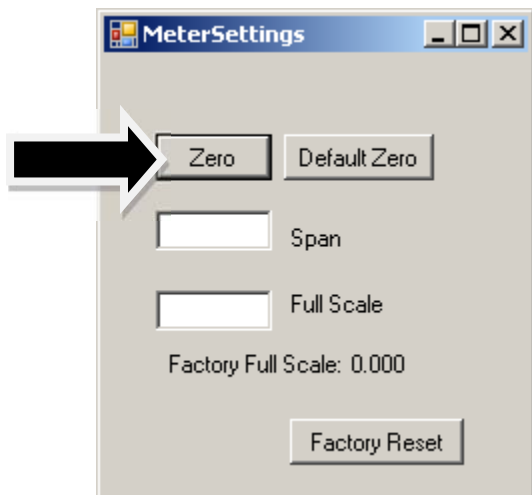 MeterSettings
Zero Default Zero
Span
Full Scale
Factory Full Scale: 0.000
Factory Reset